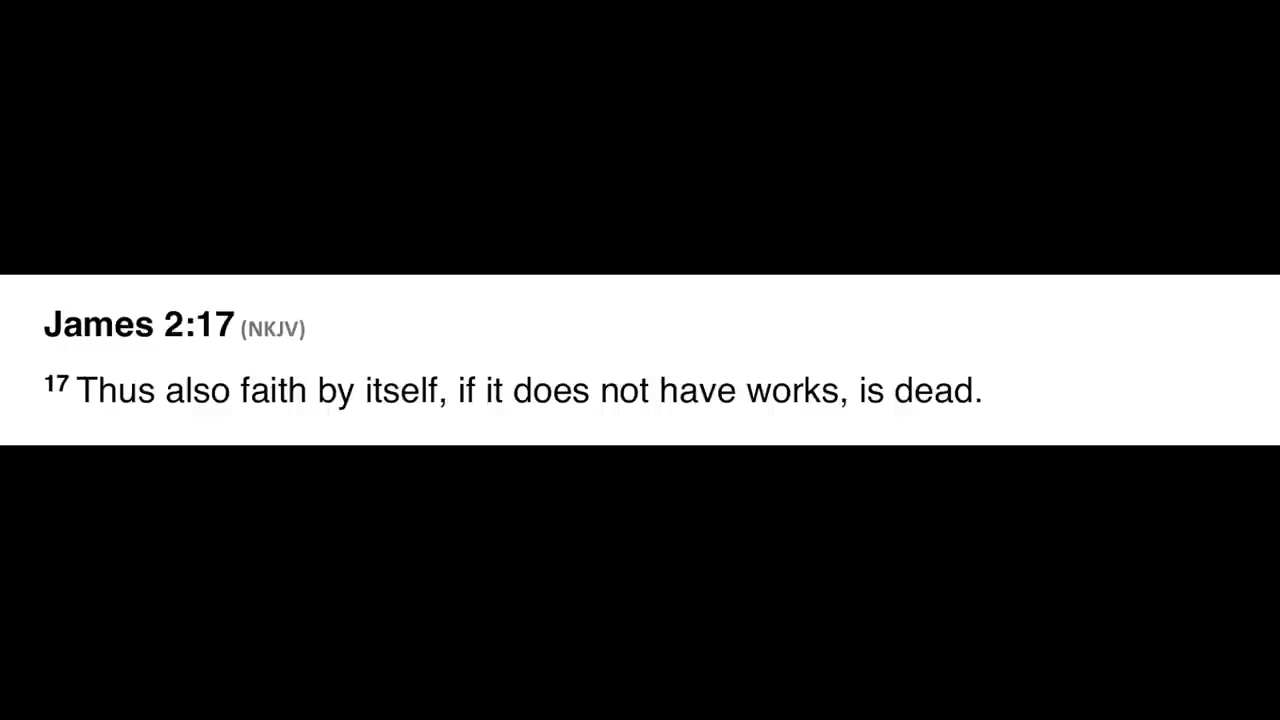 James 2:17 (NKJV)
17 Thus also faith by itself, if it does not have works, is dead.